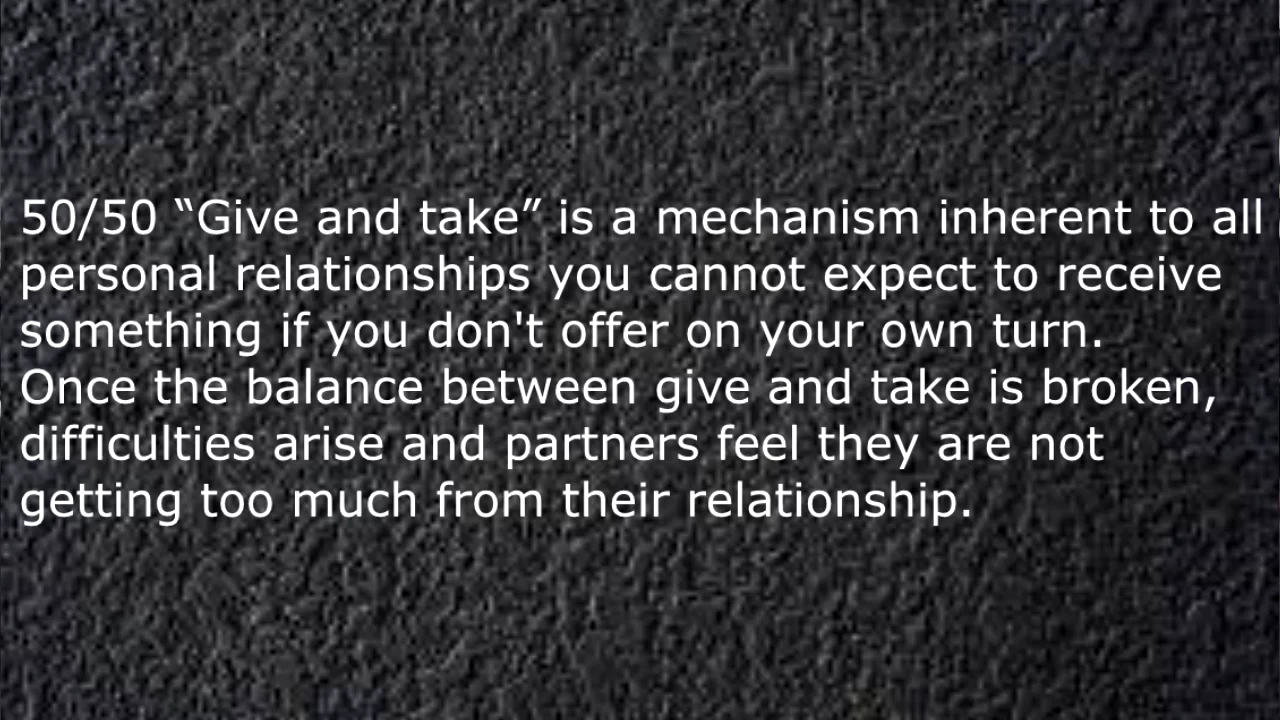 50/50 “Give and take” is a mechanism inherent to all
personal relationships you cannot expect to receive
something if you don't offer on your own turn.
Once the balance between give and take is broken,
difficulties arise and partners feel they are not
getting too much from their relationship.